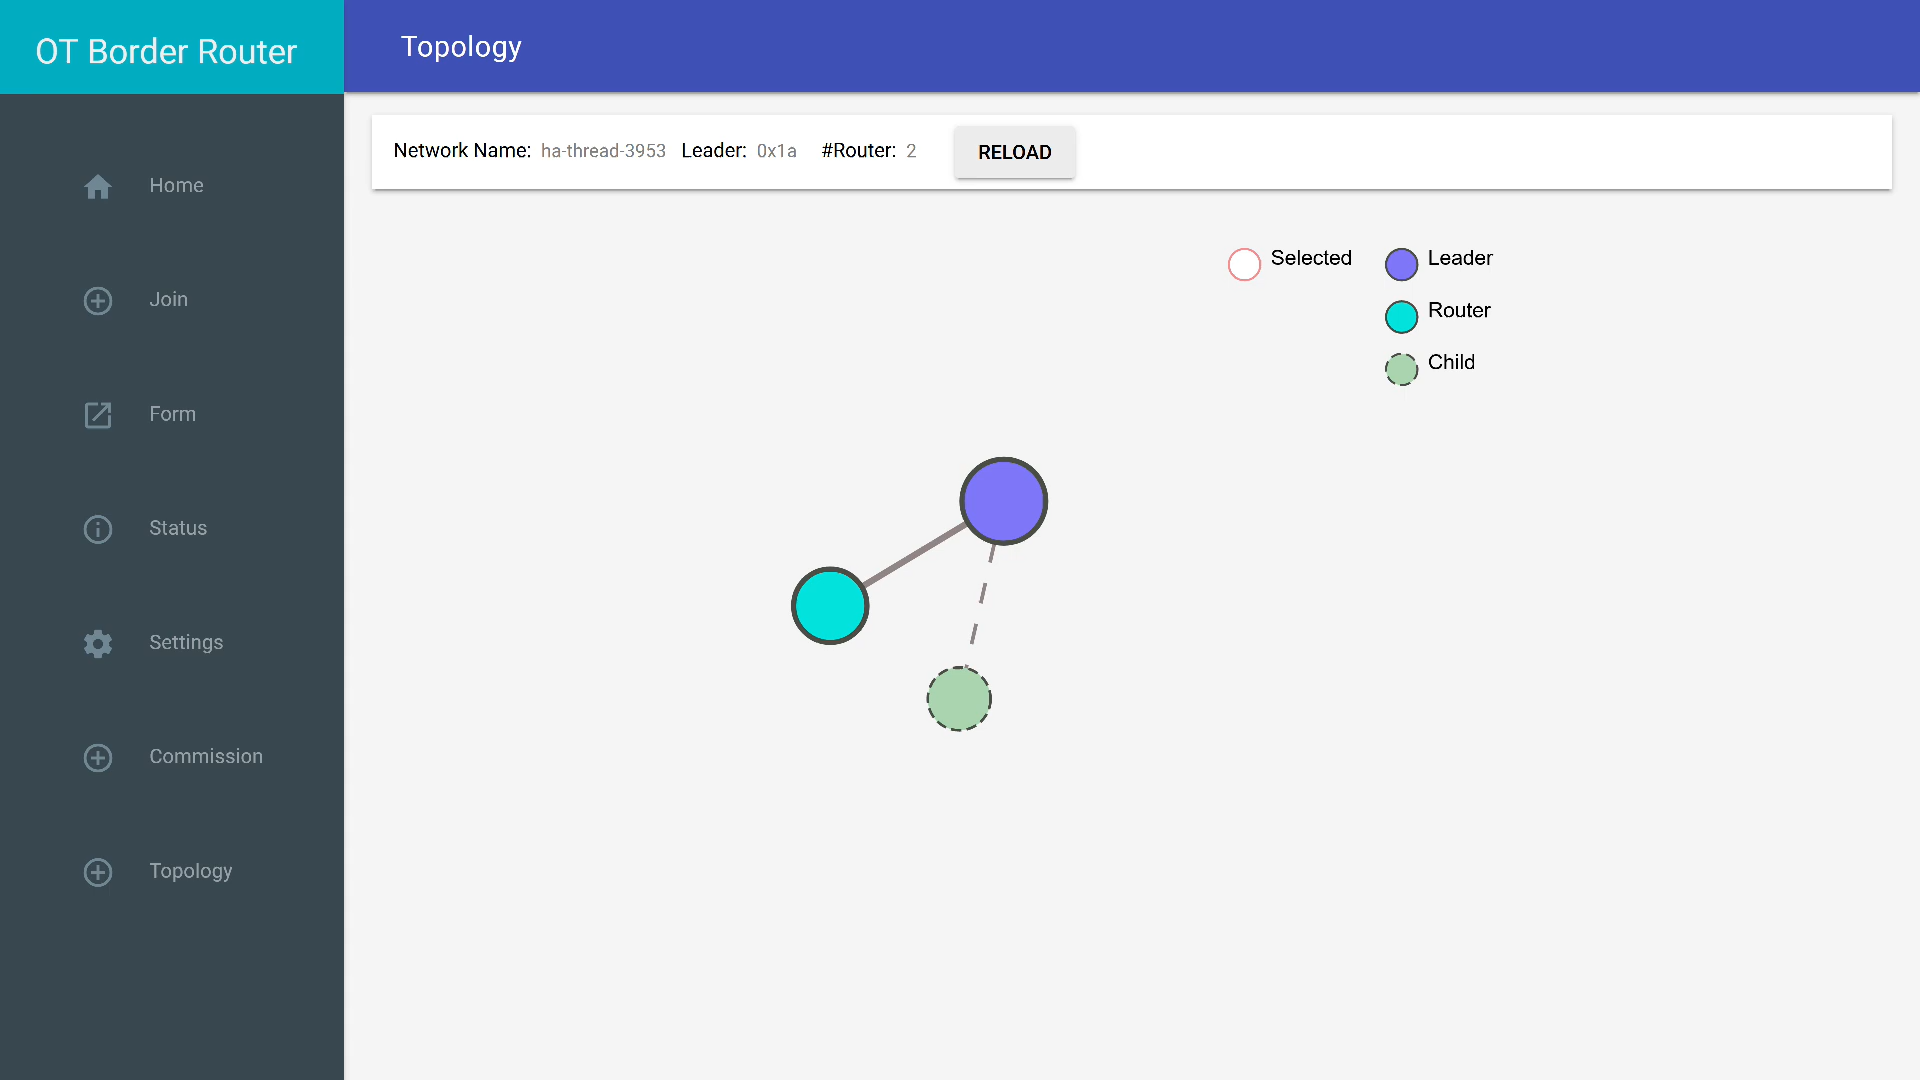 OT Border Router
Topology
Home
Join
Form
Status
Settings
Commission
Topology
Network Name: ha-thread-3953 Leader: 0x1a #Router: 2 RELOAD
Selected Leader
Router
Child